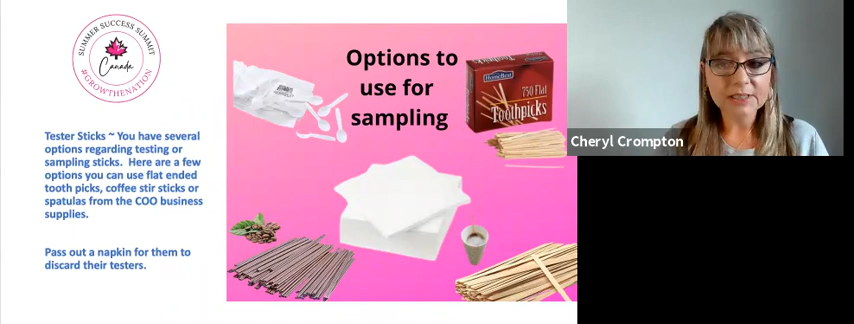 SUMMER SUCCESS SUMMIT
Canada
#GROWTHENATION
Tester Sticks ~ You have several
options regarding testing or
sampling sticks. Here are a few
options you can use flat ended
tooth picks, coffee stir sticks or
spatulas from the COO business
supplies.
Pass out a napkin for them to
discard their testers.
Options to
use for
sampling
750 Flat
Toothpicks
Cheryl Crompton